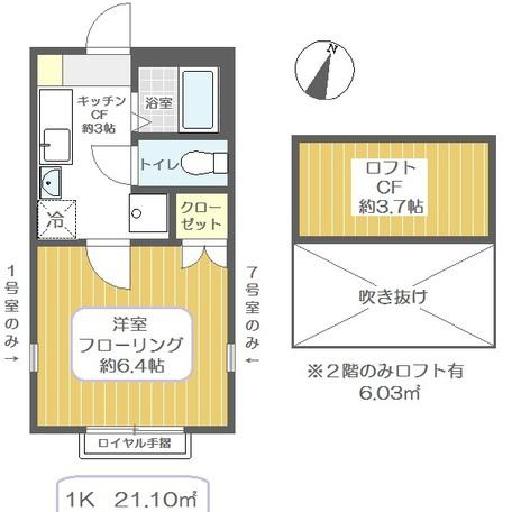 N
キッチン
CF
約3帖
浴室
トイレ
冷
クロー
ゼット
ロフト
CF
約3.7帖
吹き抜け
※2階のみロフト有
6.03㎡
1号室のみ→
7号室のみ←
洋室
フローリング
約6.4帖
ロイヤル手摺
1K 21.10㎡